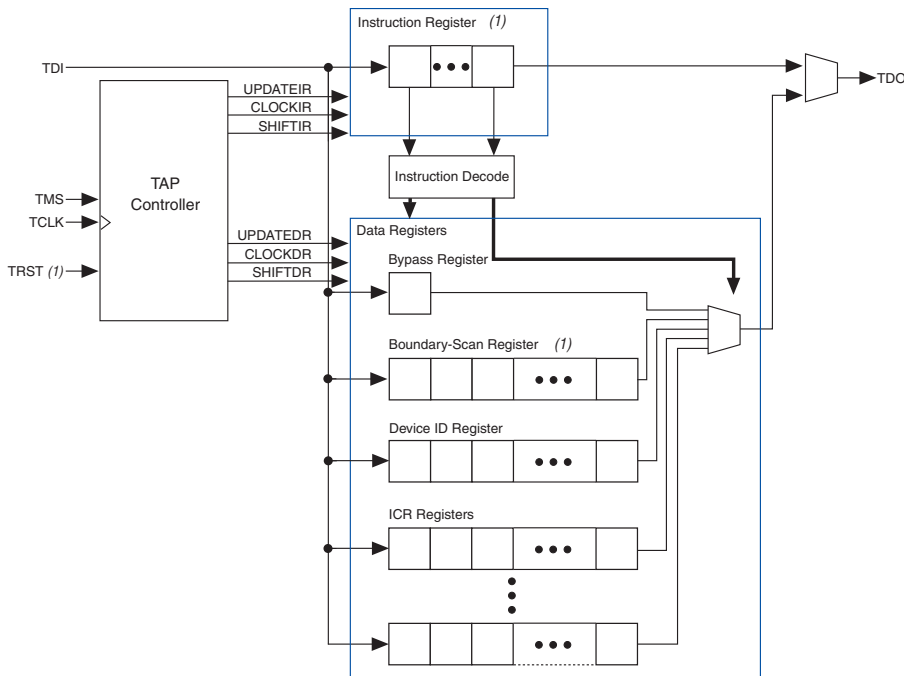 Instruction Register (1)
TDI
TDO
UPDATEIR
CLOCKIR
SHIFTIR
TAP
Controller
Instruction Decode
TMS
TCLK
TRST (1)
UPDATEDR
CLOCKDR
SHIFTDR
Data Registers
Bypass Register
Boundary-Scan Register (1)
Device ID Register
ICR Registers